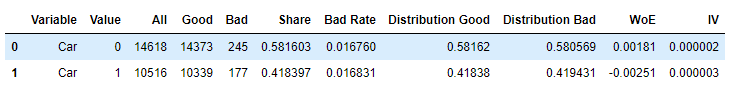 Variable Value All Good Bad Share Bad Rate Distribution Good Distribution Bad WoE IV
0 Car 0 14618 14373 245 0.581603 0.016760 0.58162 0.580569 0.00181 0.000002
1 Car 1 10516 10339 177 0.418397 0.016831 0.41838 0.419431 -0.00251 0.000003